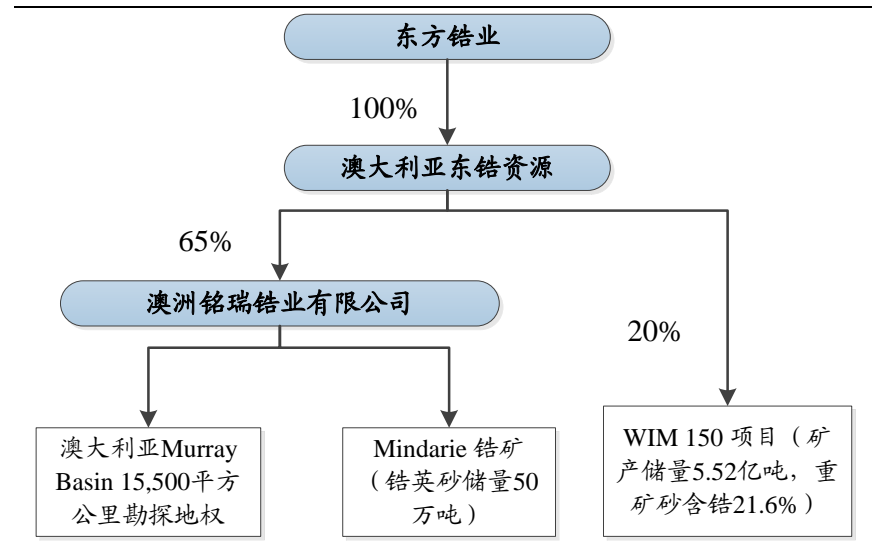 东方锆业
100%
澳大利亚东锆资源
65%
澳洲铭瑞锆业有限公司
20%
澳大利亚Murray
Basin 15,500平方
公里勘探地权
Mindarie 锆矿
（锆英砂储量50
万吨）
WIM 150 项目（矿
产储量5.52亿吨，重
矿砂含锆21.6%）